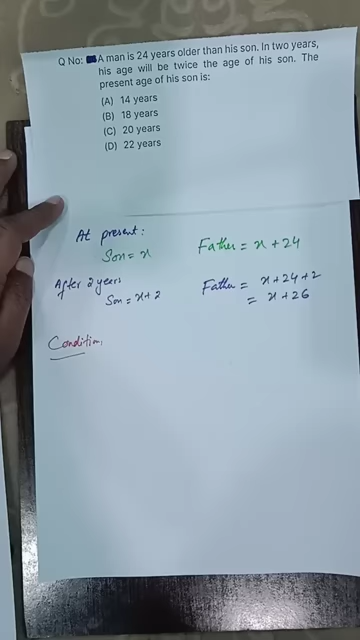 Q No: A man is 24 years older than his son. In two years,
his age will be twice the age of his son. The
present age of his son is:
(A) 14 years
(B) 18 years
(C) 20 years
(D) 22 years
At present:
Son = x
Father = x + 24
After 2 years
Son = x + 2
Father = x + 24 + 2
= x + 26
Condition,